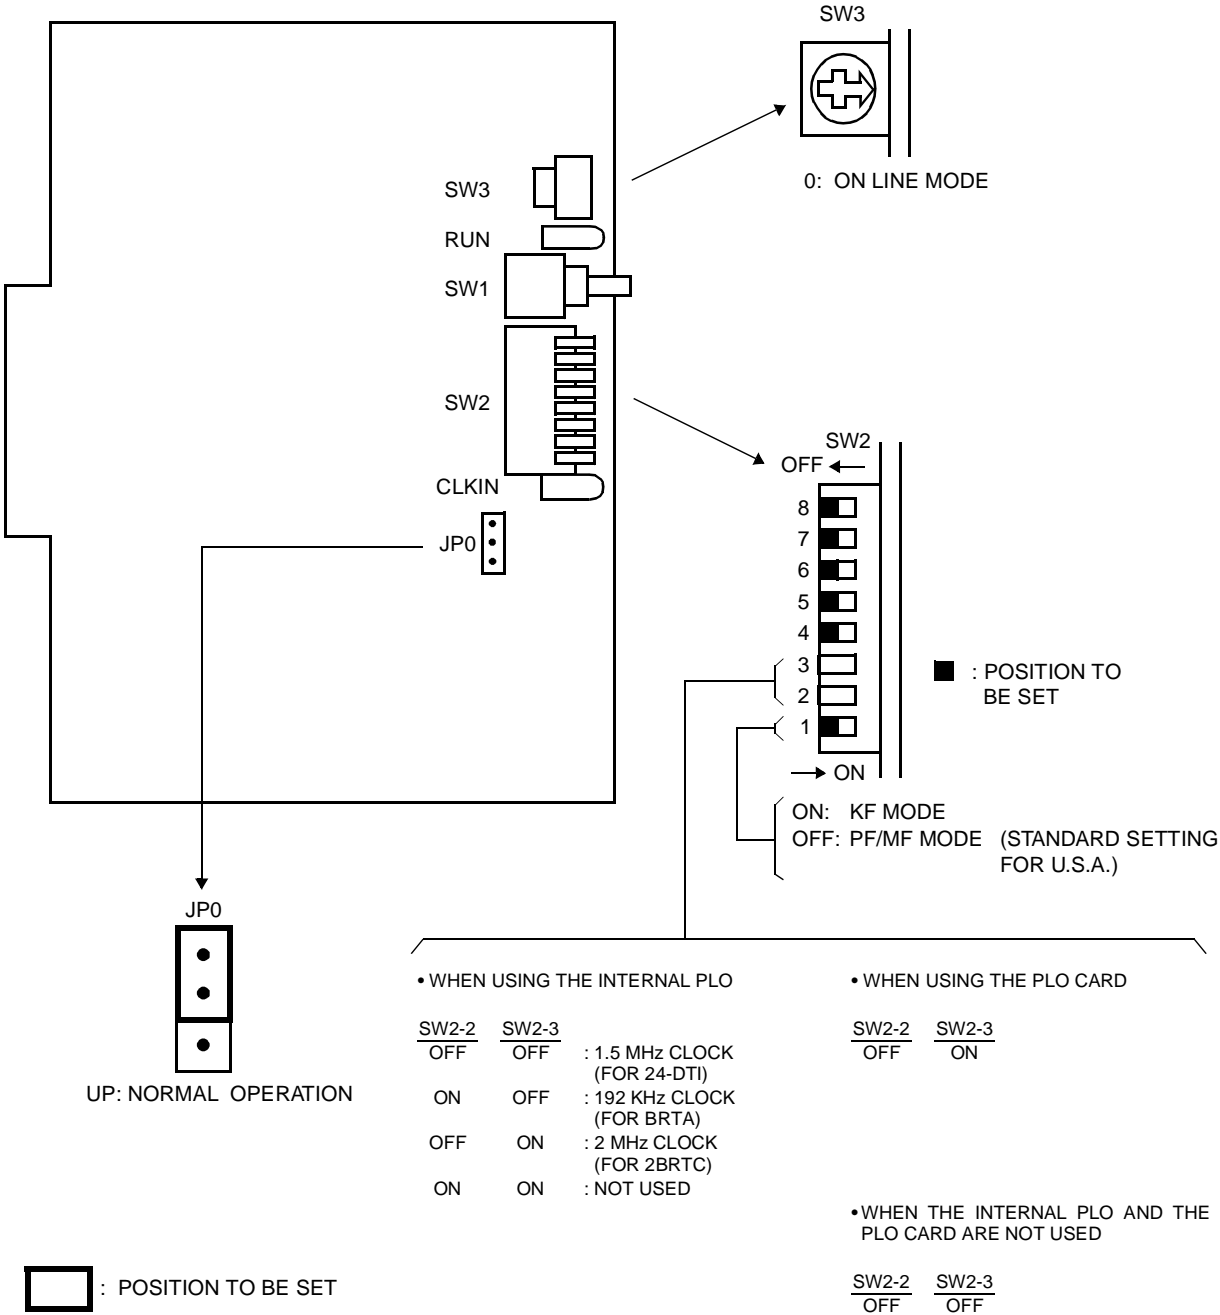 SW3
0: ON LINE MODE
SW3
RUN
SW1
SW2
CLKIN
JP0
SW2
OFF
8
7
6
5
4
3
2
1
ON
: POSITION TO
BE SET
ON: KF MODE
OFF: PF/MF MODE (STANDARD SETTING
FOR U.S.A.)
JP0
UP: NORMAL OPERATION
• WHEN USING THE INTERNAL PLO
SW2-2 SW2-3
OFF OFF : 1.5 MHz CLOCK
(FOR 24-DTI)
ON OFF : 192 KHz CLOCK
(FOR BRTA)
OFF ON : 2 MHz CLOCK
(FOR 2BRTC)
ON ON : NOT USED
• WHEN USING THE PLO CARD
SW2-2 SW2-3
OFF ON
• WHEN THE INTERNAL PLO AND THE
PLO CARD ARE NOT USED
SW2-2 SW2-3
OFF OFF
: POSITION TO BE SET